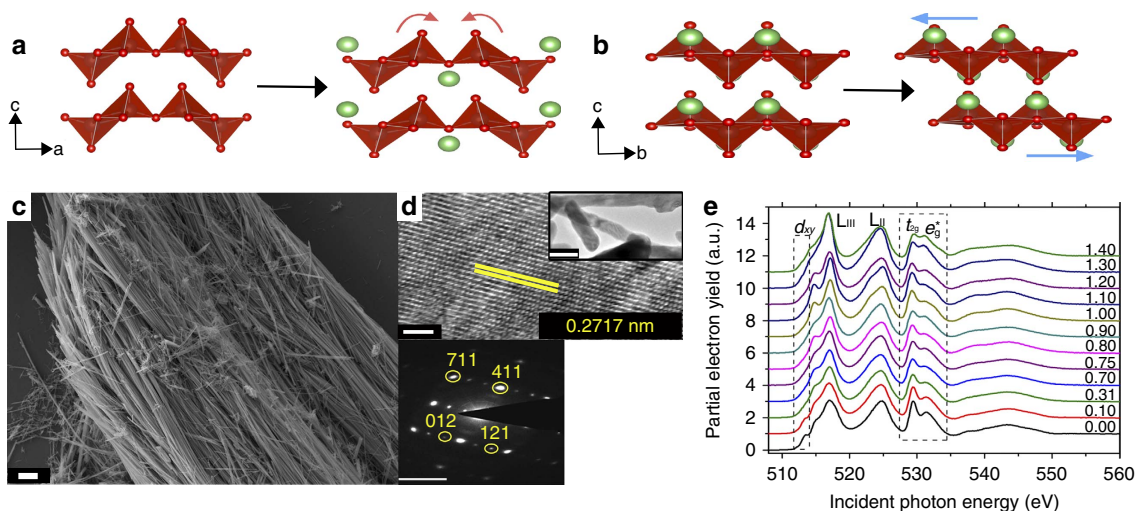 a
c
a
b
c
b
c
d
0.2717 nm
711
411
012
121
e
Partial electron yield (a.u.)
14
12
10
8
6
4
2
0
dxy
LIII
LII
t2g
e*g
1.40
1.30
1.20
1.10
1.00
0.90
0.80
0.75
0.70
0.31
0.10
0.00
510
520
530
540
550
560
Incident photon energy (eV)